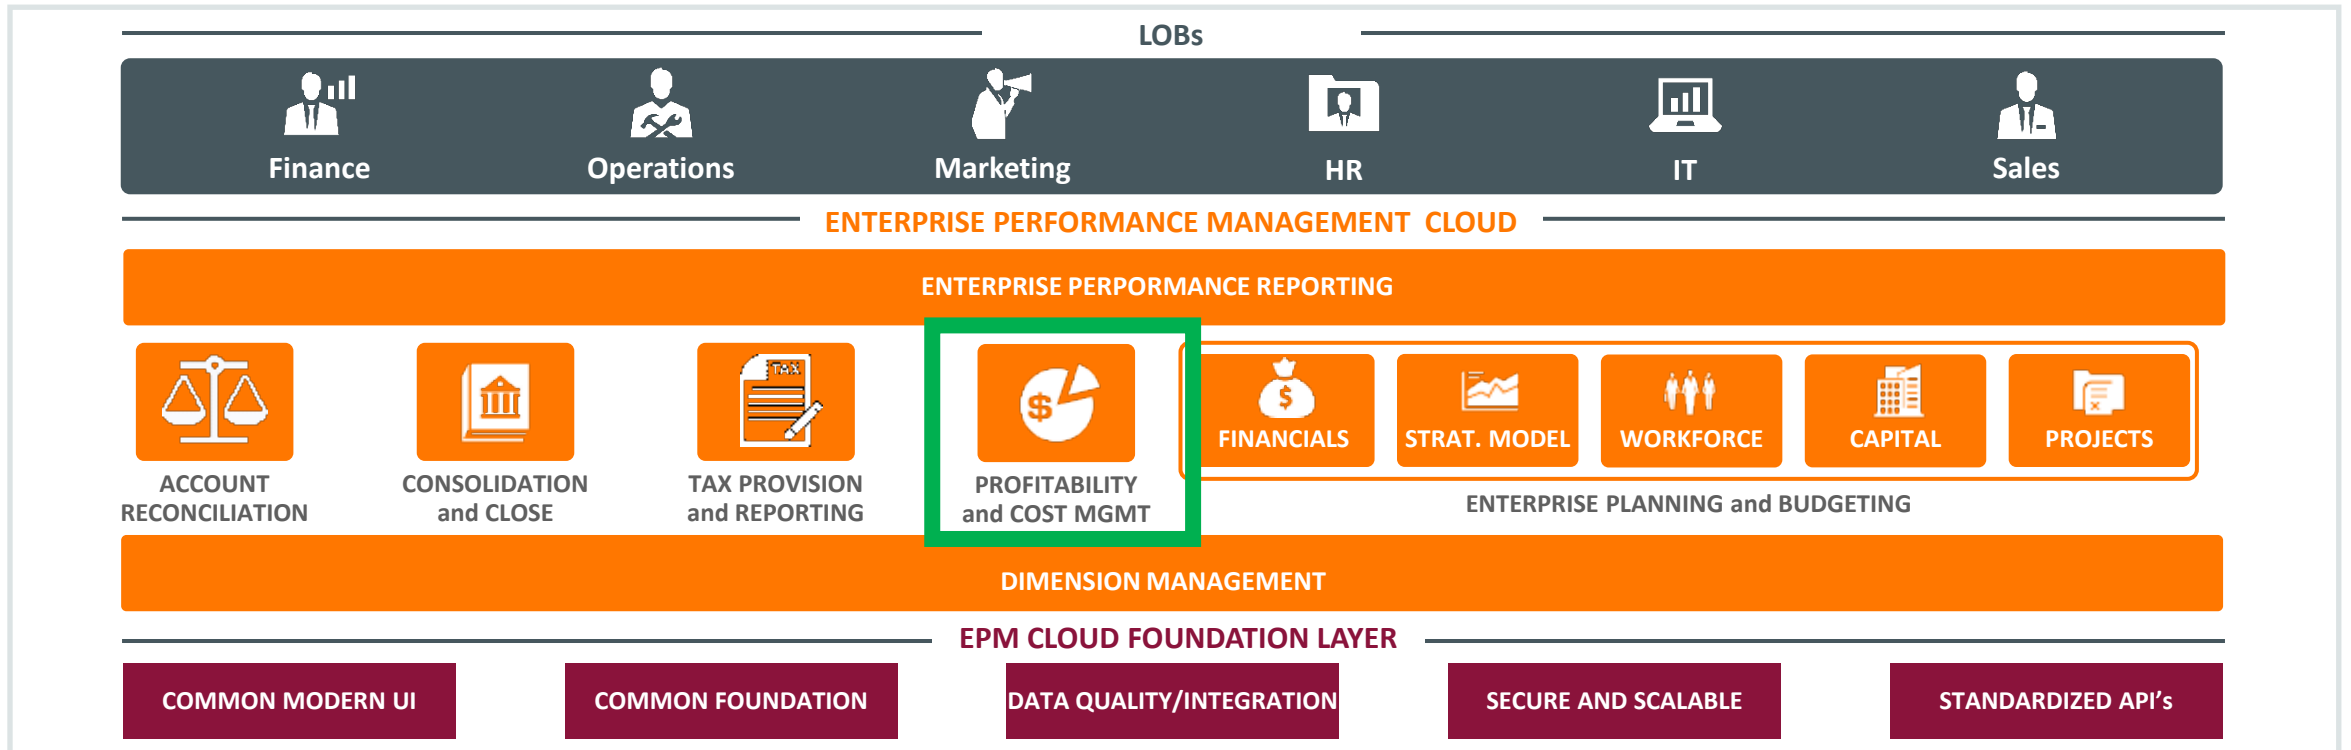 LOBs
Finance
Operations
Marketing
HR
IT
Sales
ENTERPRISE PERFORMANCE MANAGEMENT CLOUD
ENTERPRISE PERPORMANCE REPORTING
TAX
$
$
FINANCIALS
STRAT. MODEL
WORKFORCE
CAPITAL
PROJECTS
ACCOUNT
RECONCILIATION
CONSOLIDATION
and CLOSE
TAX PROVISION
and REPORTING
PROFITABILITY
and COST MGMT
ENTERPRISE PLANNING and BUDGETING
DIMENSION MANAGEMENT
EPM CLOUD FOUNDATION LAYER
COMMON MODERN UI
COMMON FOUNDATION
DATA QUALITY/INTEGRATION
SECURE AND SCALABLE
STANDARDIZED API's